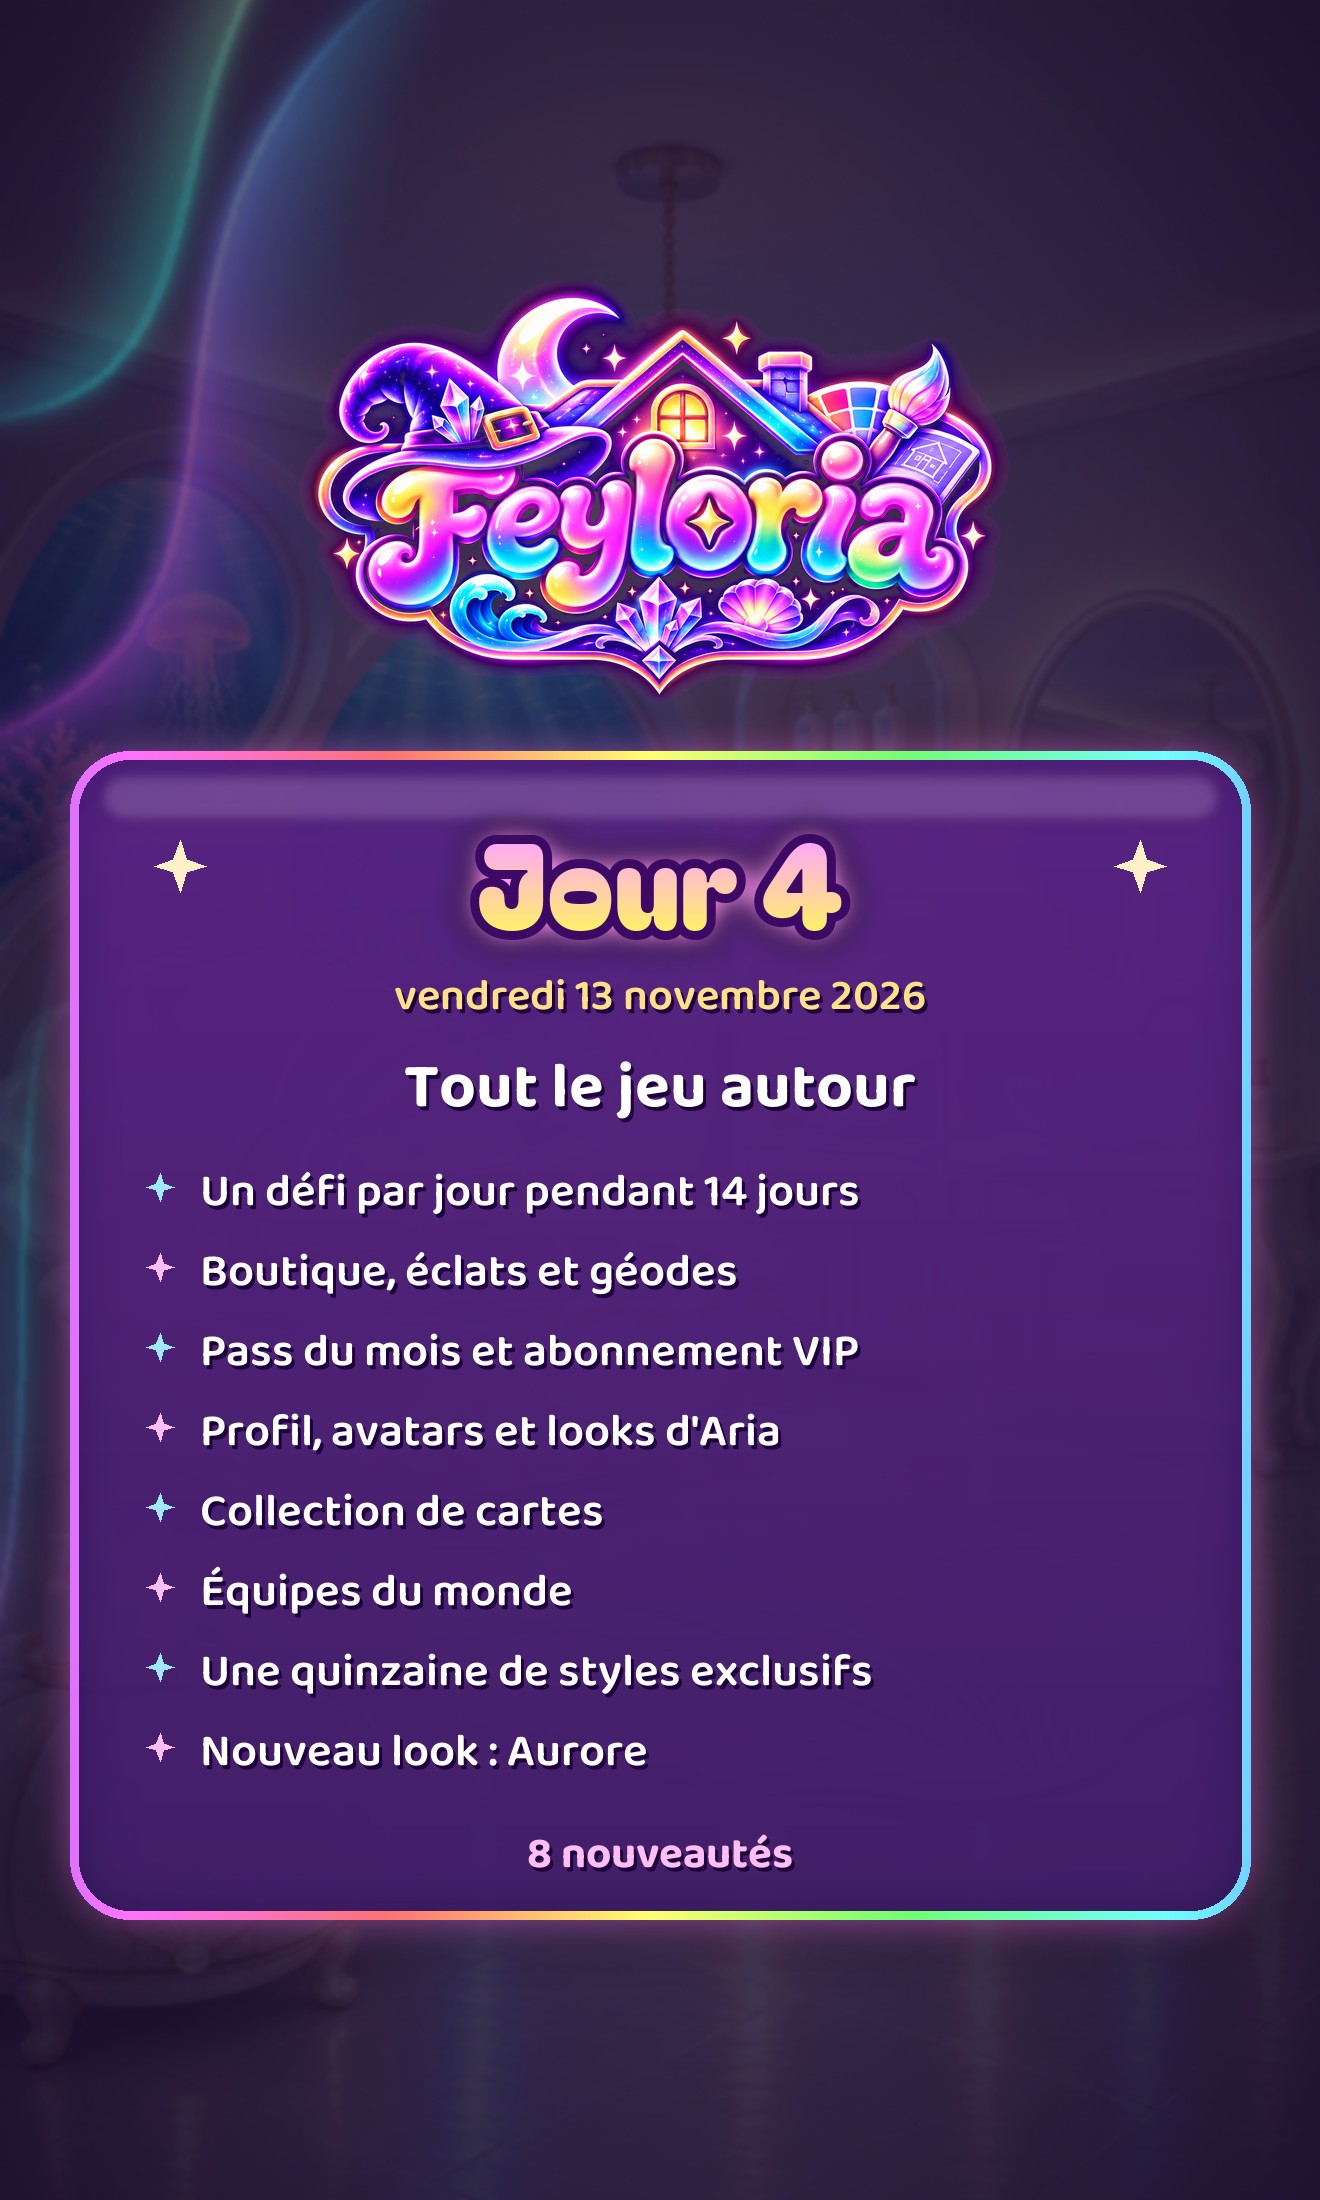 Feyloria
Jour 4
vendredi 13 novembre 2026
Tout le jeu autour
Un défi par jour pendant 14 jours
Boutique, éclats et géodes
Pass du mois et abonnement VIP
Profil, avatars et looks d'Aria
Collection de cartes
Équipes du monde
Une quinzaine de styles exclusifs
Nouveau look : Aurore
8 nouveautés